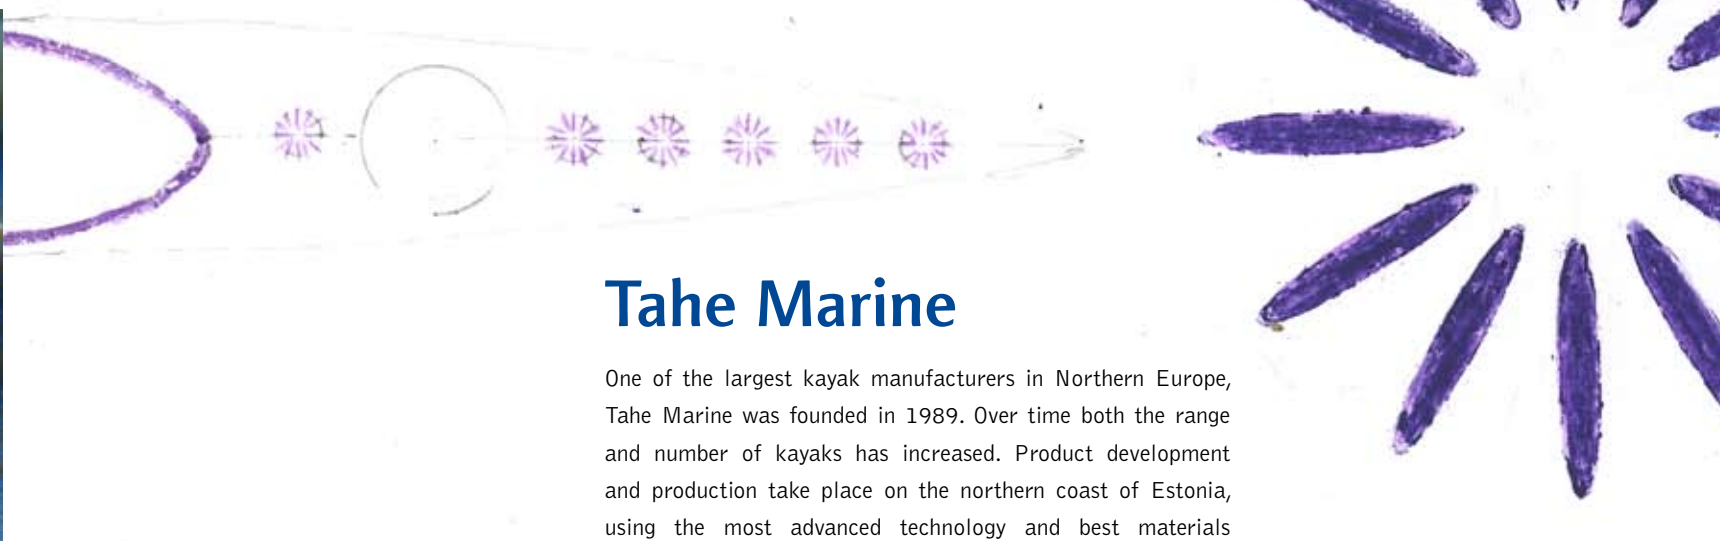 Tahe Marine
One of the largest kayak manufacturers in Northern Europe,
Tahe Marine was founded in 1989. Over time both the range
and number of kayaks has increased. Product development
and production take place on the northern coast of Estonia,
using the most advanced technology and best materials